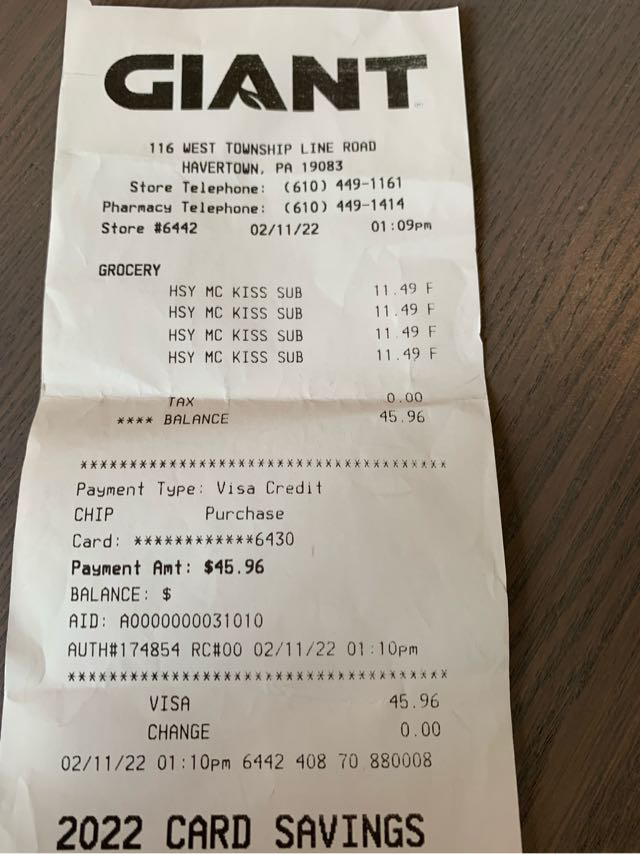 GIANT
116 WEST TOWNSHIP LINE ROAD
HAVERTOWN, PA 19083
Store Telephone: (610) 449-1161
Pharmacy Telephone: (610) 449-1414
Store #6442 02/11/22 01:09pm
GROCERY
HSY MC KISS SUB 11.49 F
HSY MC KISS SUB 11.49 F
HSY MC KISS SUB 11.49 F
HSY MC KISS SUB 11.49 F
TAX 0.00
**** BALANCE 45.96
************************************
Payment Type: Visa Credit
CHIP Purchase
Card: ************6430
Payment Amt: $45.96
BALANCE: $
AID: A0000000031010
AUTH#174854 RC#00 02/11/22 01:10pm
************************************
VISA 45.96
CHANGE 0.00
02/11/22 01:10pm 6442 408 70 880008
2022 CARD SAVINGS